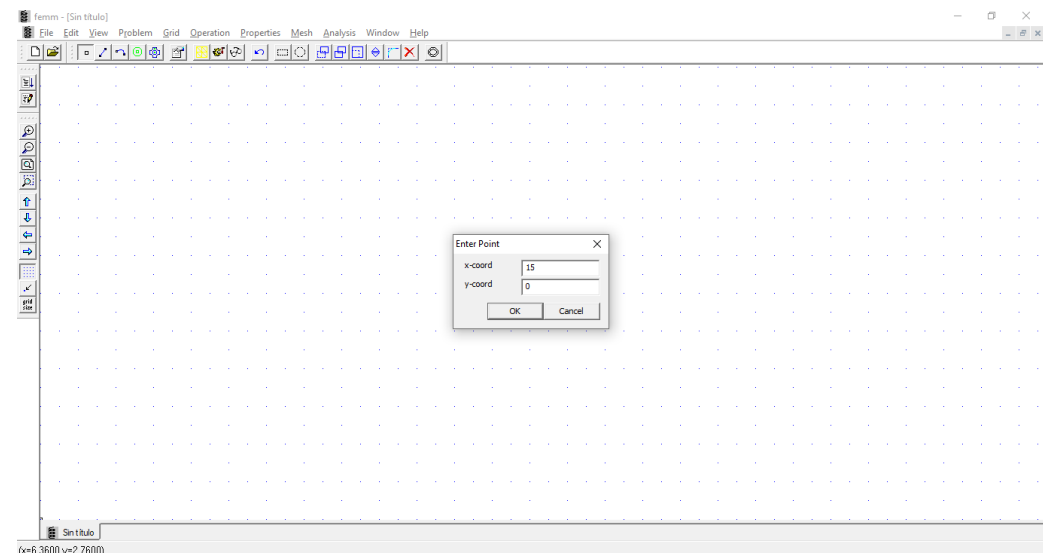 femm - [Sin título]
File Edit View Problem Grid Operation Properties Mesh Analysis Window Help
Enter Point
x-coord 15
y-coord 0
OK Cancel
grid
size
Sin título
(x=6.3600,y=2.7600)